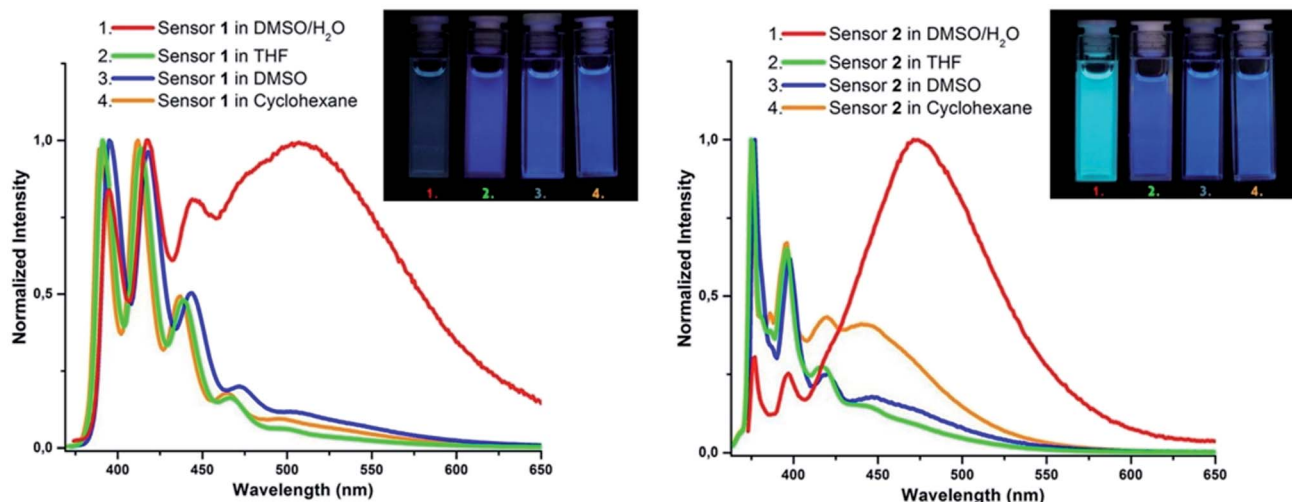 1. Sensor 1 in DMSO/H₂O
2. Sensor 1 in THF
3. Sensor 1 in DMSO
4. Sensor 1 in Cyclohexane
1. 2. 3. 4.
1,0
0,5
0,0
Normalized Intensity
400 450 500 550 600 650
Wavelength (nm)
1. Sensor 2 in DMSO/H₂O
2. Sensor 2 in THF
3. Sensor 2 in DMSO
4. Sensor 2 in Cyclohexane
1. 2. 3. 4.
1,0
0,5
0,0
Normalized Intensity
400 450 500 550 600 650
Wavelength (nm)